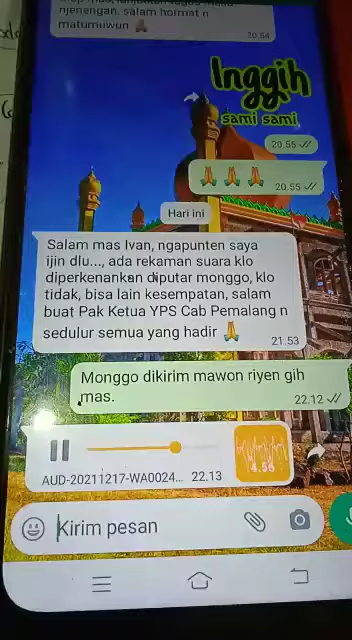 njenengan, salam hormat n
matumuwun 🙏
20.54
Inggih
sami sami
20.55
🙏🙏🙏
20.55
Hari ini
Salam mas Ivan, ngapunten saya
ijin dlu..., ada rekaman suara klo
diperkenankan diputar monggo, klo
tidak, bisa lain kesempatan, salam
buat Pak Ketua YPS Cab Pemalang n
sedulur semua yang hadir 🙏
21.53
Monggo dikirim mawon riyen gih
mas.
22.12
4.56
AUD-20211217-WA0024... 22.13
Kirim pesan